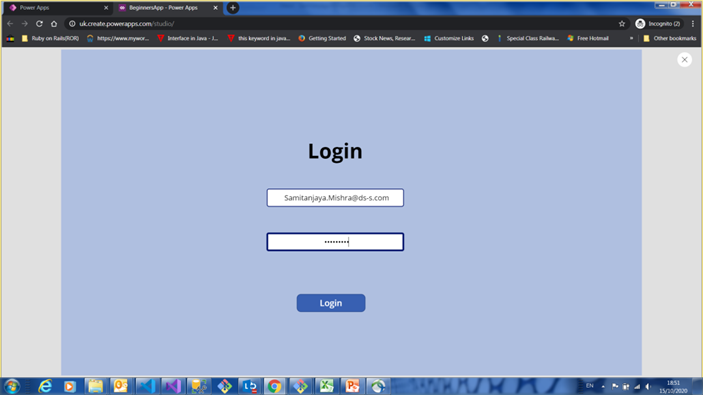 Power Apps
BeginnersApp - Power Apps
uk.create.powerapps.com/studio/
Incognito (2)
Ruby on Rails(ROR)
https://www.mywor...
Interface in Java - J...
this keyword in java...
Getting Started
Stock News, Resear...
Customize Links
Special Class Railwa...
Free Hotmail
»
Other bookmarks
Login
Samitanjaya.Mishra@ds-s.com
•••••••••
Login
EN
18:51
15/10/2020